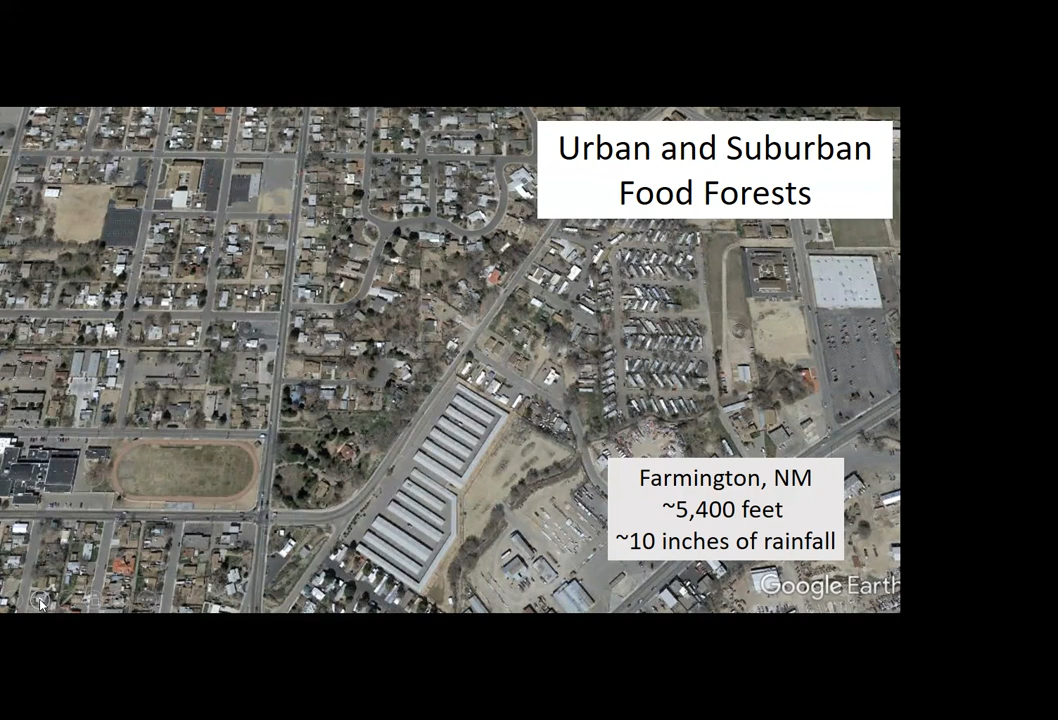 Urban and Suburban
Food Forests
Farmington, NM
~5,400 feet
~10 inches of rainfall
Google Earth